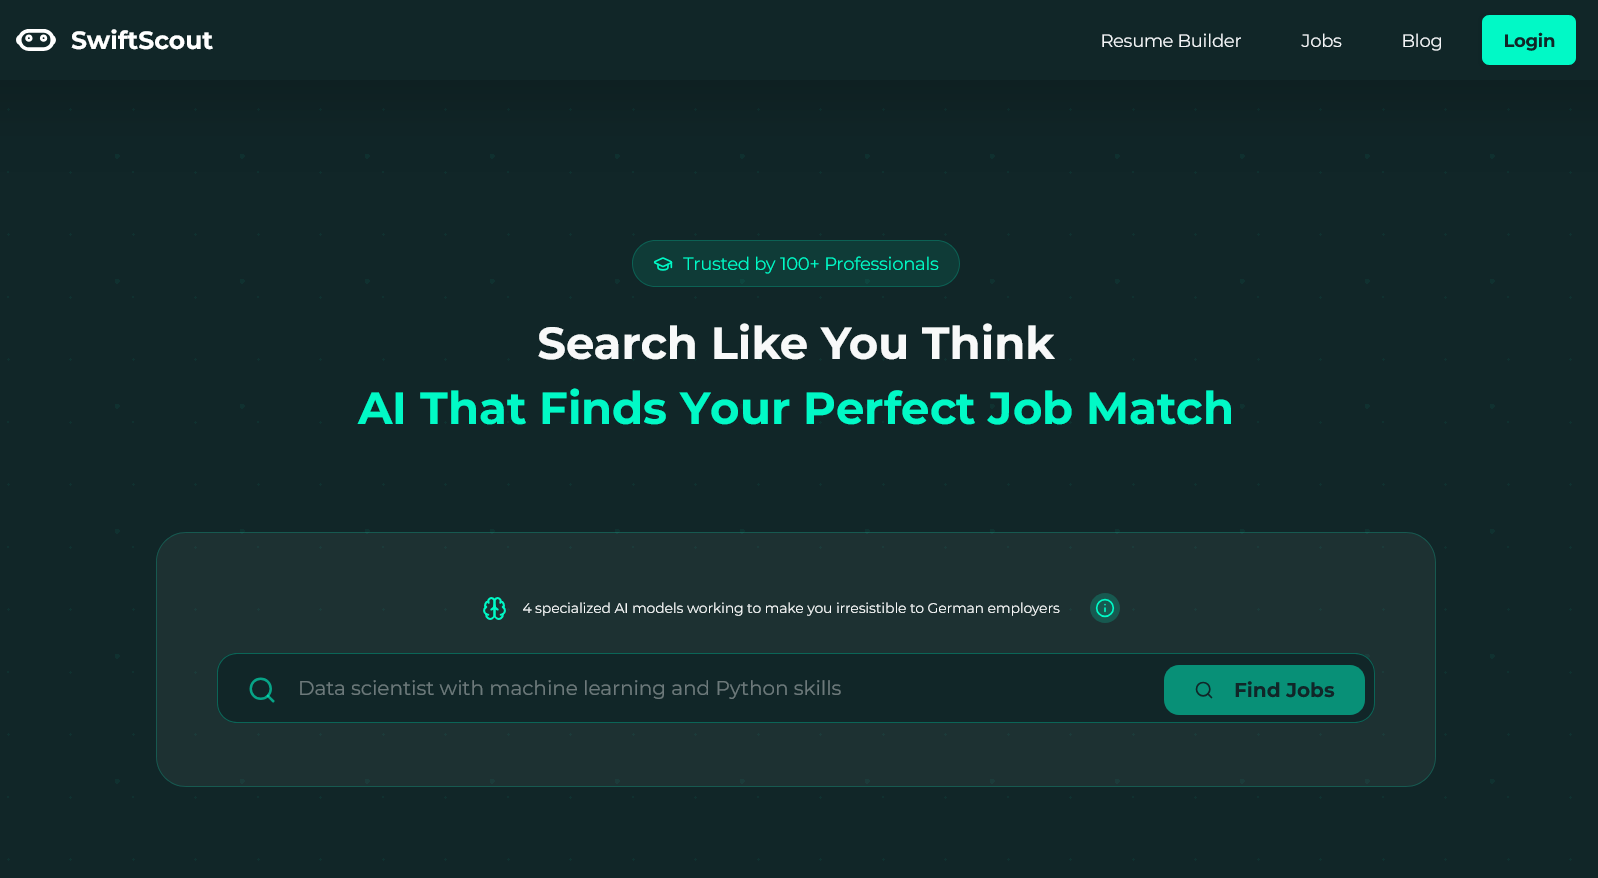 SwiftScout
Resume Builder
Jobs
Blog
Login
Trusted by 100+ Professionals
Search Like You Think
AI That Finds Your Perfect Job Match
4 specialized AI models working to make you irresistible to German employers
Data scientist with machine learning and Python skills
Find Jobs